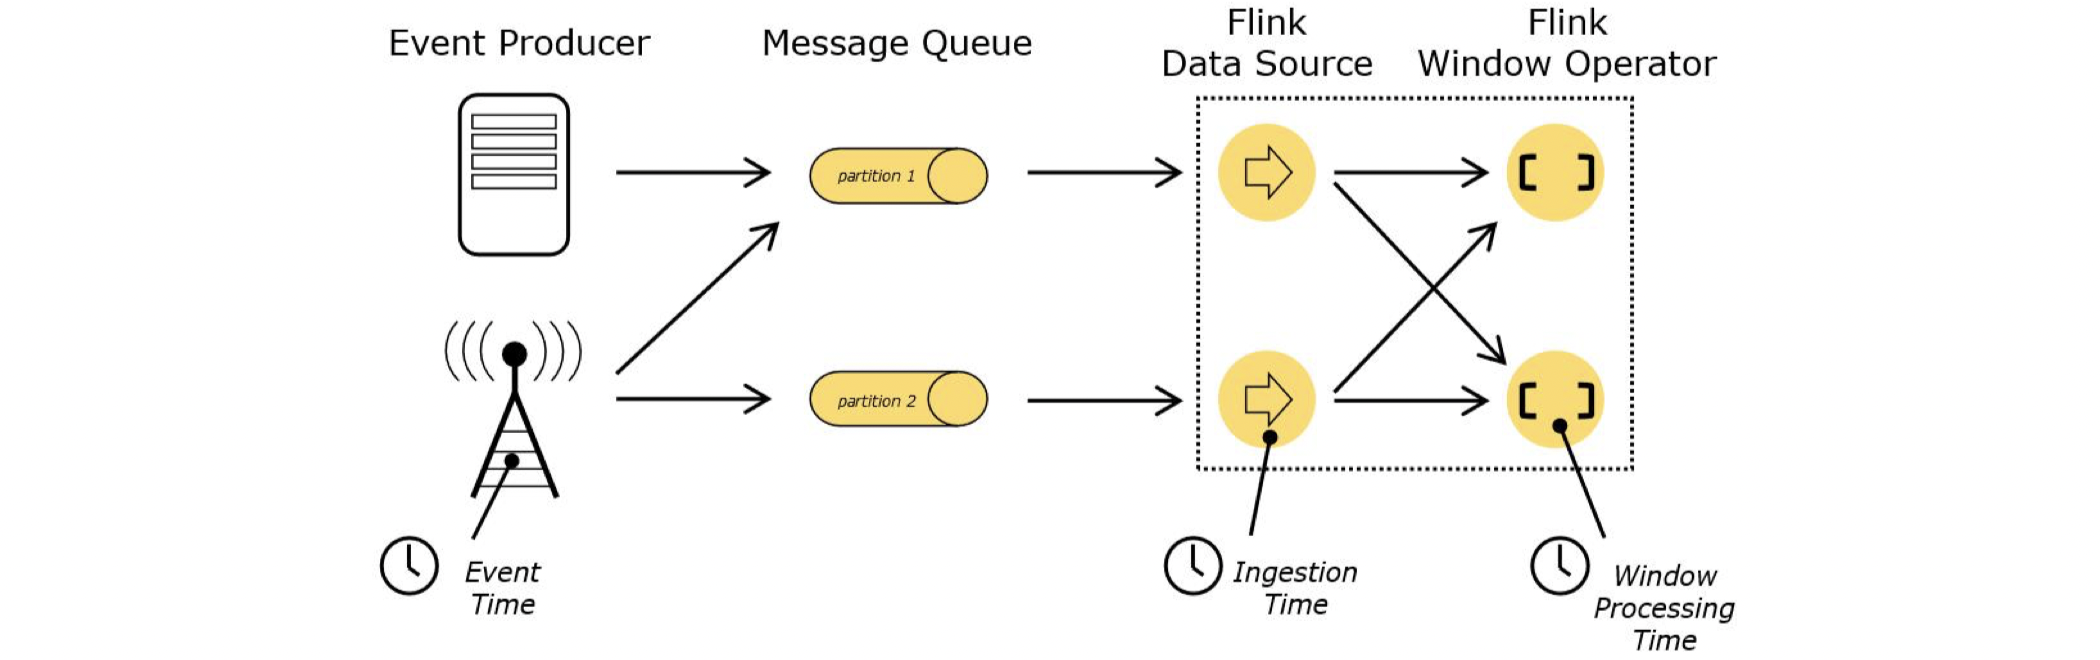 Event Producer
Message Queue
Flink
Data Source
Flink
Window Operator
partition 1
partition 2
Event
Time
Ingestion
Time
Window
Processing
Time